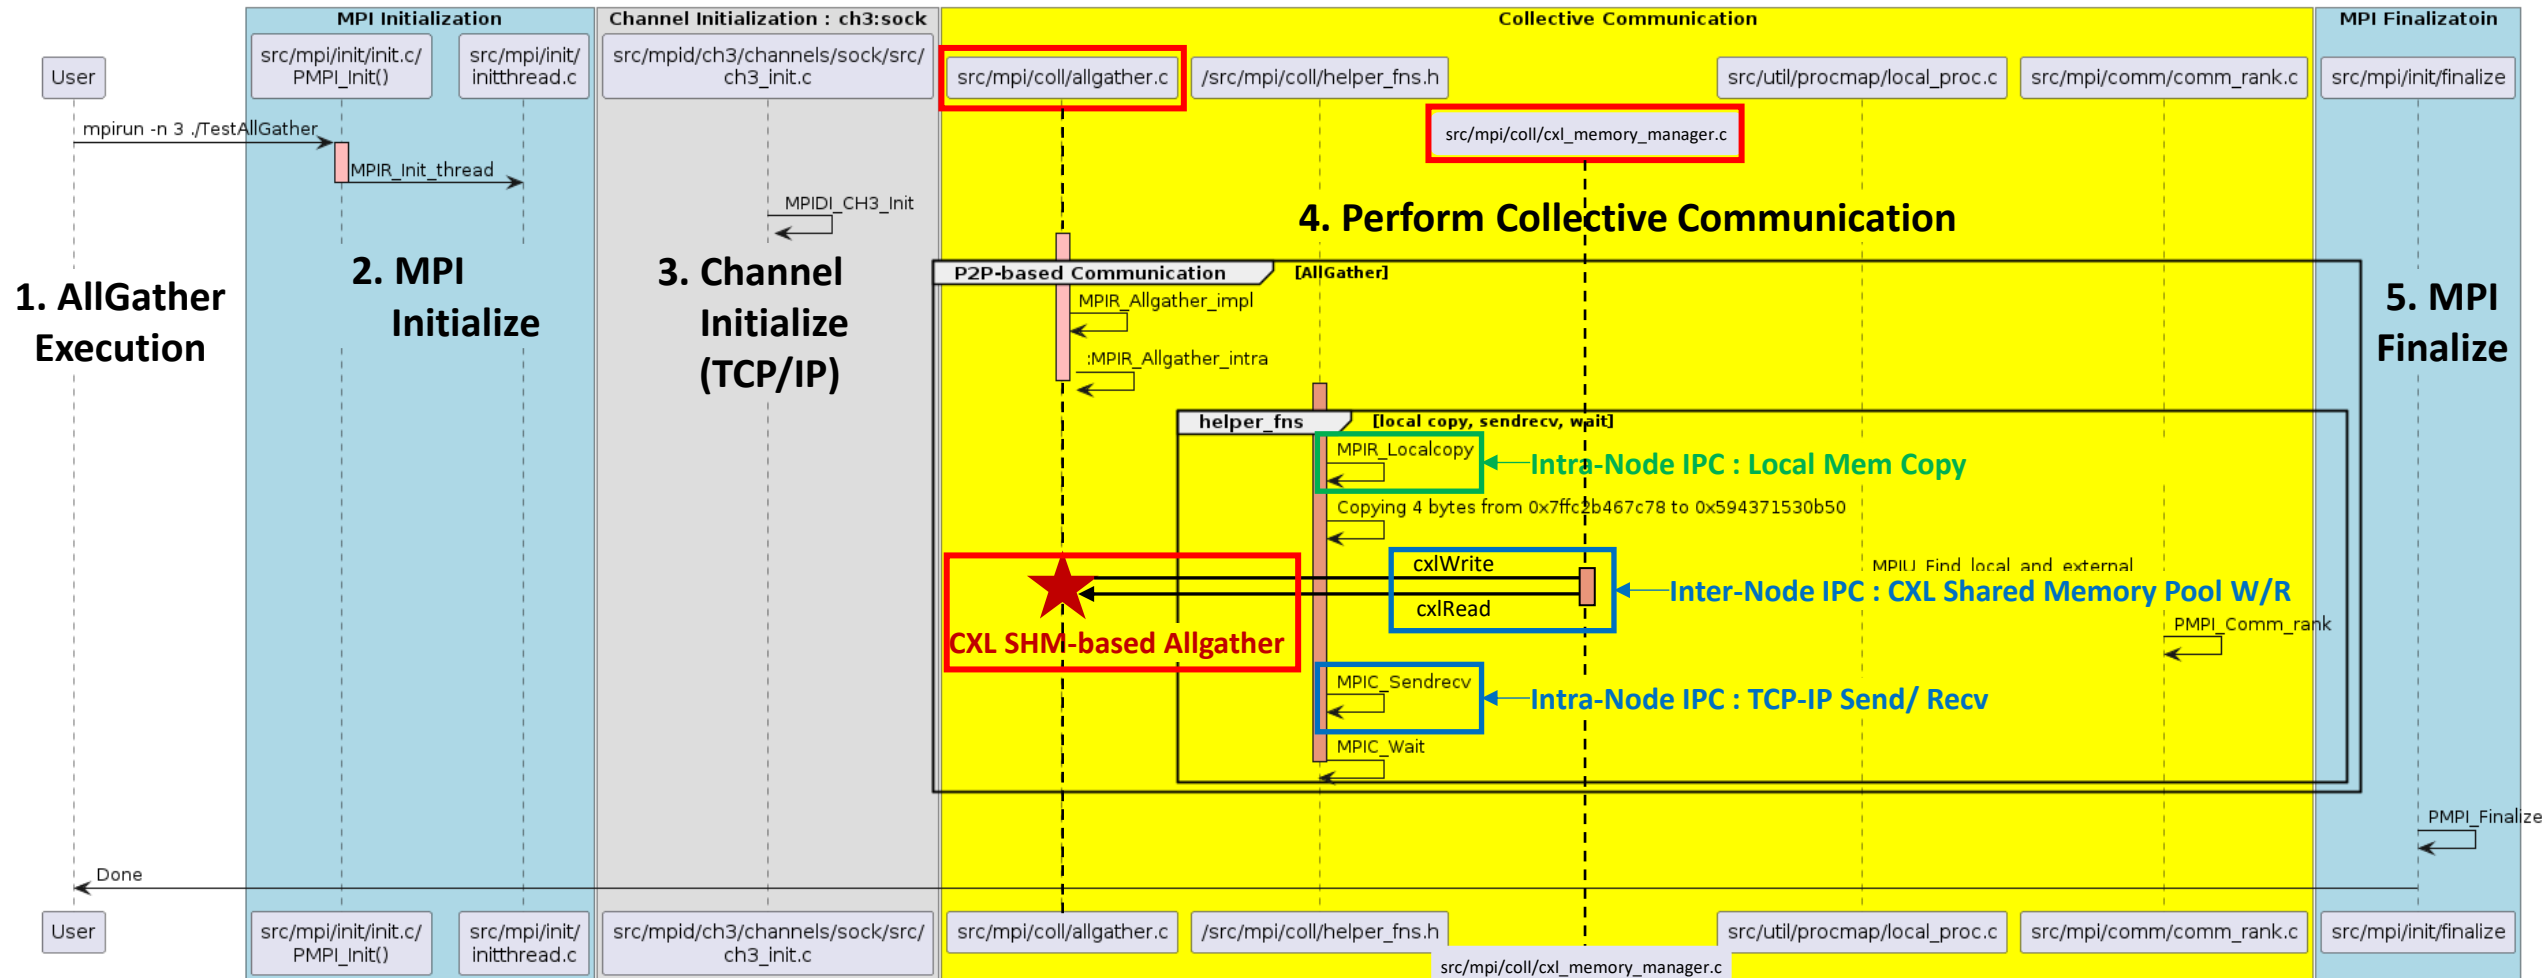 MPI Initialization
Channel Initialization : ch3:sock
Collective Communication
MPI Finalizatoin
User
src/mpi/init/init.c/
PMPI_Init()
src/mpi/init/
initthread.c
src/mpid/ch3/channels/sock/src/
ch3_init.c
src/mpi/coll/allgather.c
/src/mpi/coll/helper_fns.h
src/util/procmap/local_proc.c
src/mpi/comm/comm_rank.c
src/mpi/init/finalize
src/mpi/coll/cxl_memory_manager.c
mpirun -n 3 ./TestAllGather
MPIR_Init_thread
MPIDI_CH3_Init
4. Perform Collective Communication
1. AllGather
Execution
2. MPI
Initialize
3. Channel
Initialize
(TCP/IP)
5. MPI
Finalize
P2P-based Communication
[AllGather]
MPIR_Allgather_impl
:MPIR_Allgather_intra
helper_fns
[local copy, sendrecv, wait]
MPIR_Localcopy
Intra-Node IPC : Local Mem Copy
Copying 4 bytes from 0x7ffc2b467c78 to 0x594371530b50
cxlWrite
MPIU_Find_local_and_external
Inter-Node IPC : CXL Shared Memory Pool W/R
cxlRead
PMPI_Comm_rank
CXL SHM-based Allgather
MPIC_Sendrecv
Intra-Node IPC : TCP-IP Send/ Recv
MPIC_Wait
PMPI_Finalize
Done
User
src/mpi/init/init.c/
PMPI_Init()
src/mpi/init/
initthread.c
src/mpid/ch3/channels/sock/src/
ch3_init.c
src/mpi/coll/allgather.c
/src/mpi/coll/helper_fns.h
src/util/procmap/local_proc.c
src/mpi/comm/comm_rank.c
src/mpi/init/finalize
src/mpi/coll/cxl_memory_manager.c